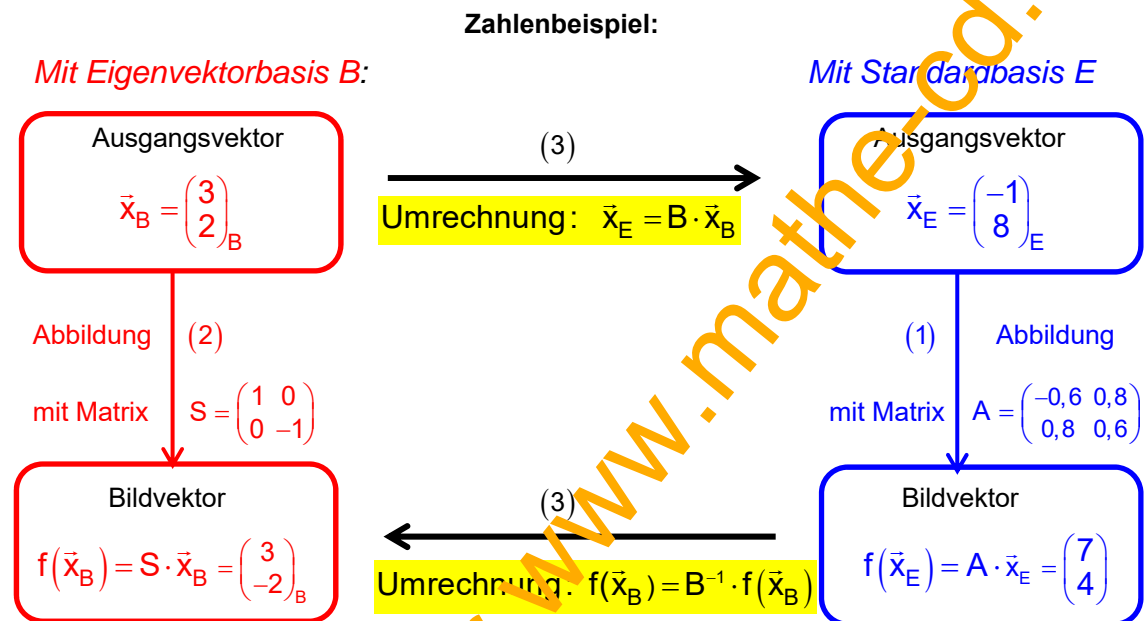 Zahlenbeispiel:
Mit Eigenvektorbasis B:
Mit Standardbasis E
Ausgangsvektor
x⃗_B = (3 2)_B
(3)
Umrechnung: x⃗_E = B · x⃗_B
Ausgangsvektor
x⃗_E = (−1 8)_E
Abbildung (2)
mit Matrix S = (1 0; 0 −1)
(1) Abbildung
mit Matrix A = (−0,6 0,8; 0,8 0,6)
Bildvektor
f(x⃗_B) = S · x⃗_B = (3 −2)_B
(3)
Umrechnung: f(x⃗_B) = B⁻¹ · f(x⃗_B)
Bildvektor
f(x⃗_E) = A · x⃗_E = (7 4)
www.mathe-cd.